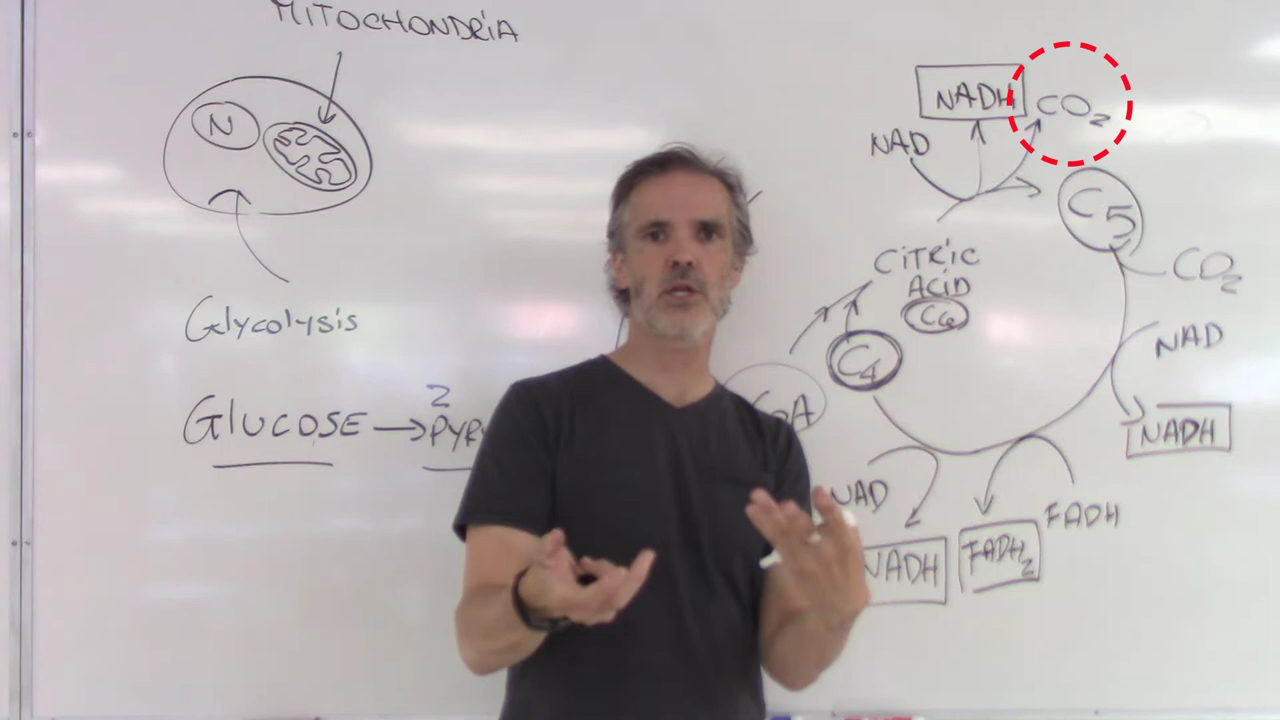 MITOCHONDRIA
N
Glycolysis
GLUCOSE → 2
NADH CO₂
NAD
C5
CO₂
CITRIC
ACID
C6
C4
NAD
NADH
NAD
NADH
FADH
FADH₂